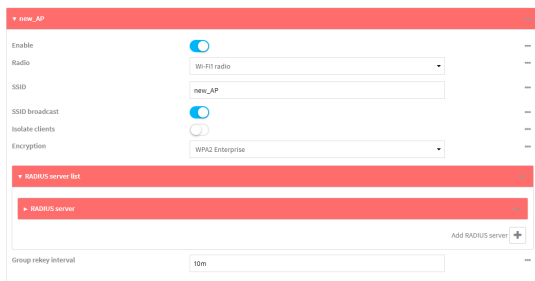 ▾ new_AP
Enable
Radio
Wi-Fi1 radio
SSID
new_AP
SSID broadcast
Isolate clients
Encryption
WPA2 Enterprise
▾ RADIUS server list
▸ RADIUS server
Add RADIUS server
Group rekey interval
10m